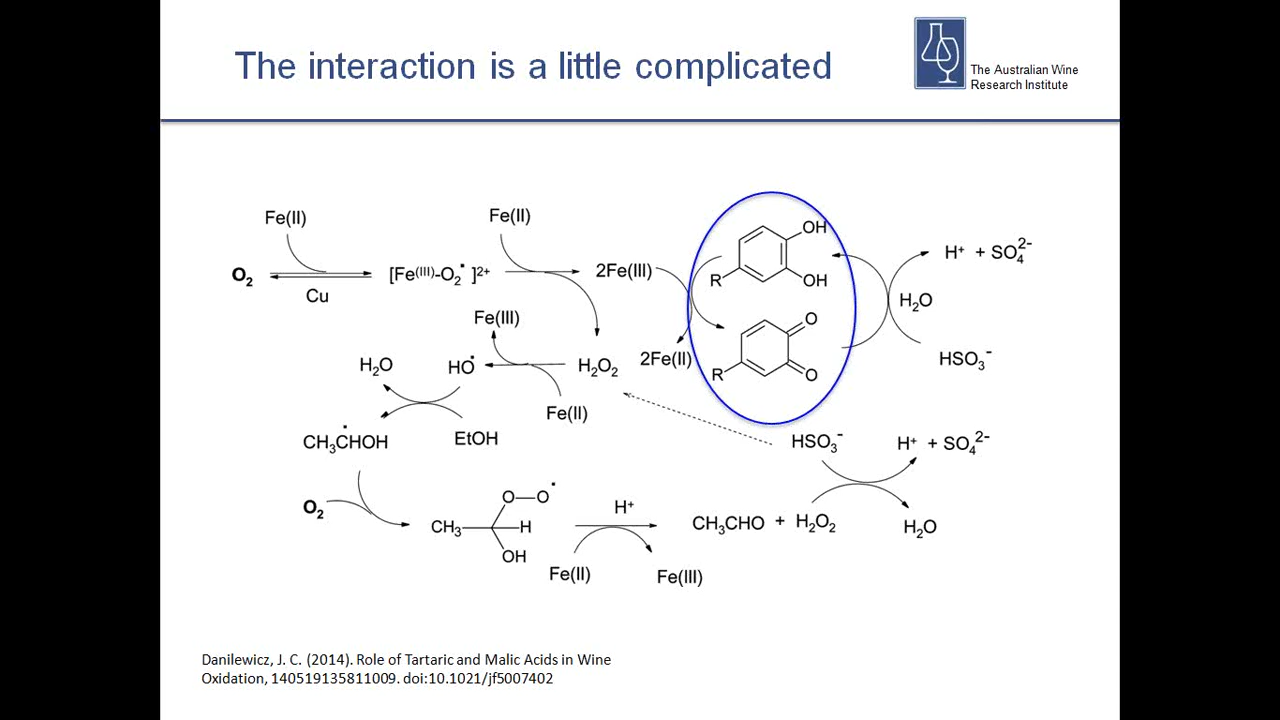 The interaction is a little complicated
The Australian Wine
Research Institute
Fe(II)
Fe(II)
O₂
Cu
[Fe⁽ᴵᴵᴵ⁾-O₂˙]²⁺
2Fe(III)
OH
OH
R
H⁺ + SO₄²⁻
H₂O
HSO₃⁻
Fe(III)
H₂O
HO˙
H₂O₂
2Fe(II)
O
O
R
Fe(II)
CH₃ĊHOH
EtOH
HSO₃⁻
H⁺ + SO₄²⁻
O₂
O—O˙
CH₃
H
OH
H⁺
Fe(II)
Fe(III)
CH₃CHO + H₂O₂
H₂O
Danilewicz, J. C. (2014). Role of Tartaric and Malic Acids in Wine
Oxidation, 140519135811009. doi:10.1021/jf5007402